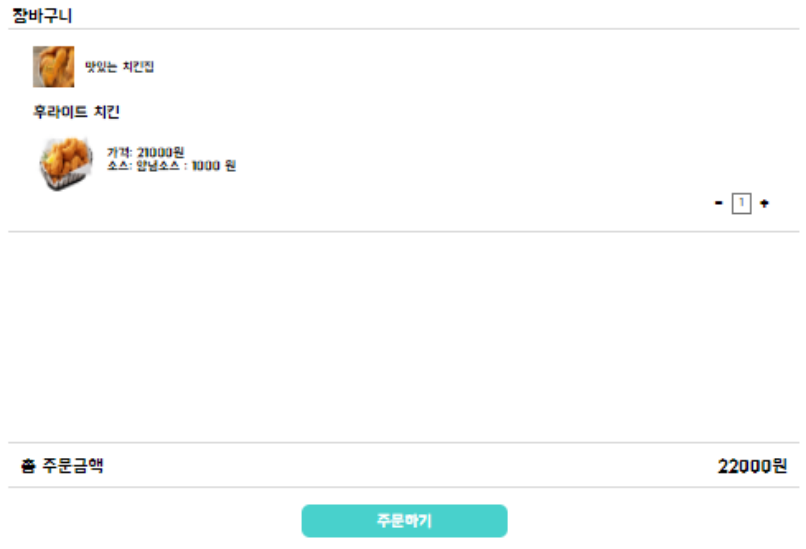 장바구니
맛있는 치킨집
후라이드 치킨
가격: 21000원
소스: 양념소스 : 1000 원
- 1 +
총 주문금액 22000원
주문하기